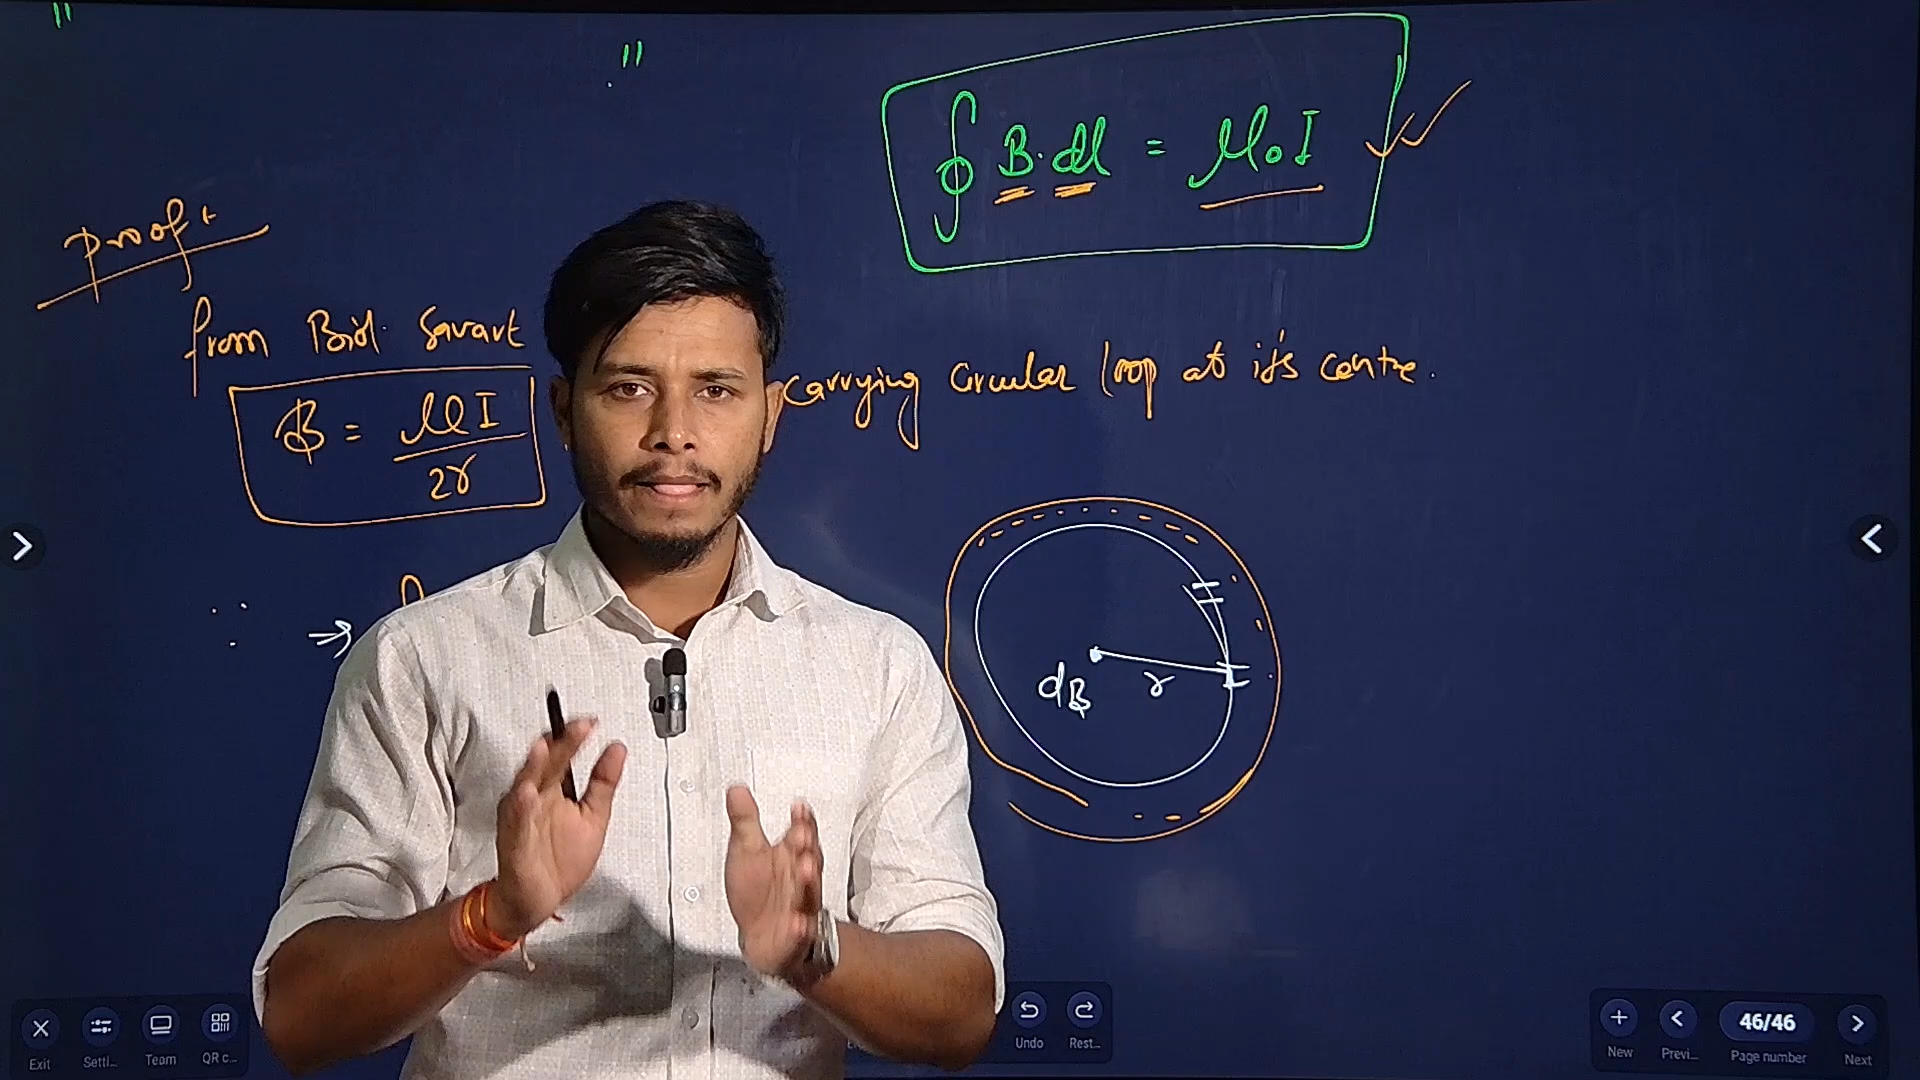 "
"
∮ B. dl = μ₀I
Proof:
from Biot. Savart
carrying circular loop at it's centre.
B = μI / 2r
∴ →
dB r
Exit Setti... Team QR c... Undo Rest... New Previ... 46/46 Page number Next